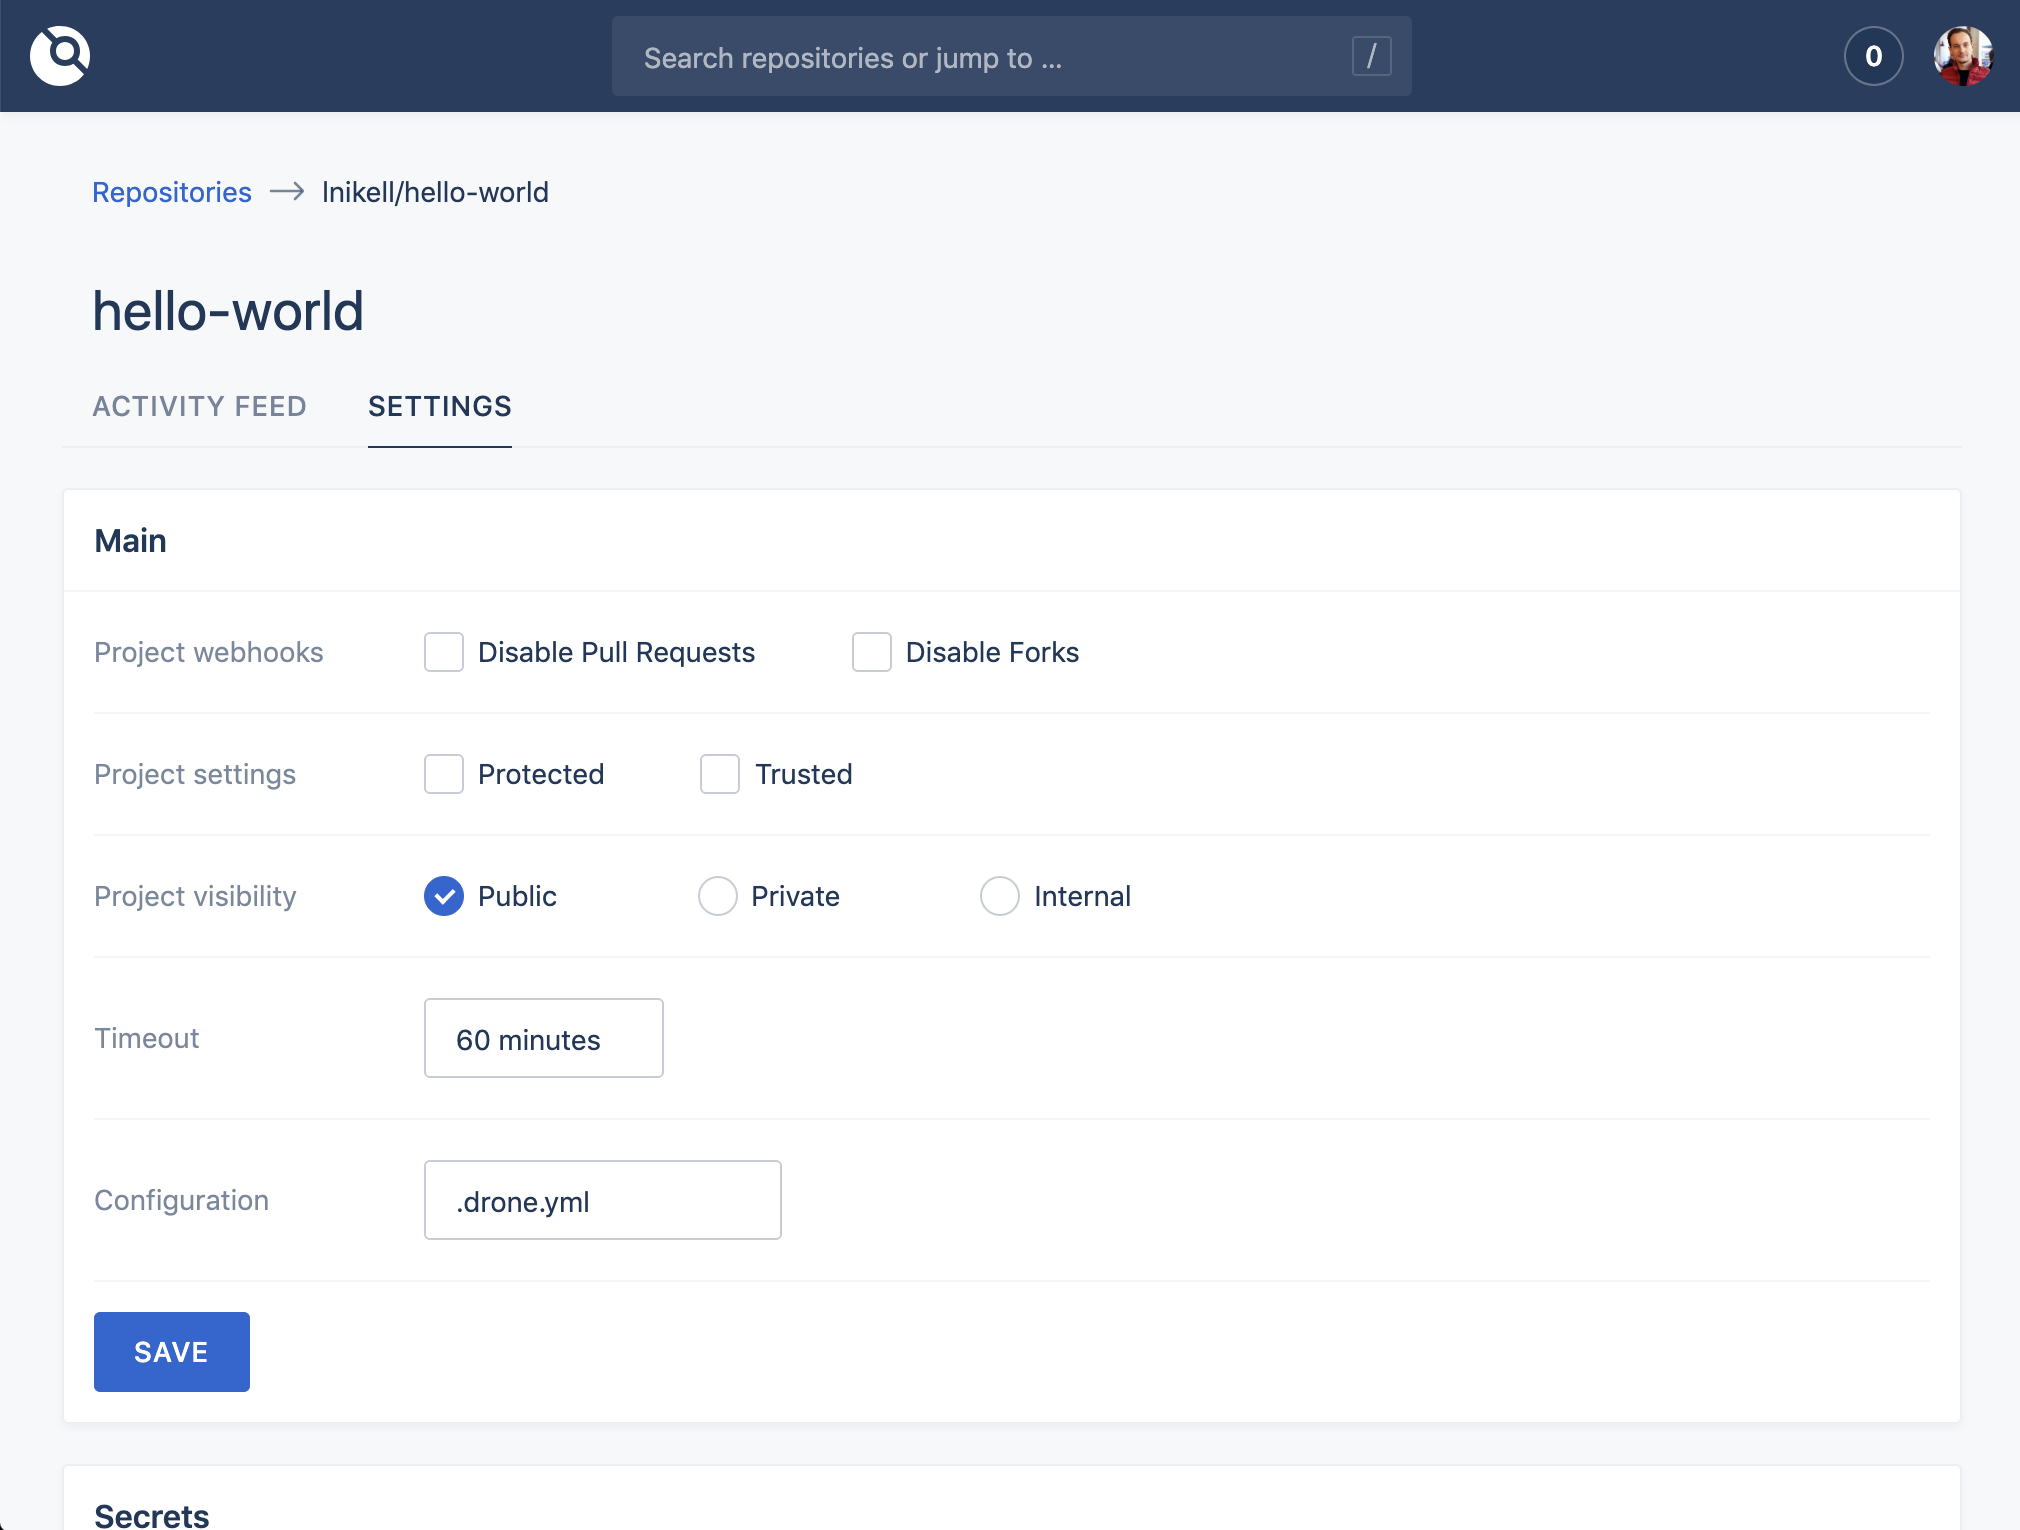 Search repositories or jump to ... /
0
Repositories → lnikell/hello-world
hello-world
ACTIVITY FEED SETTINGS
Main
Project webhooks Disable Pull Requests Disable Forks
Project settings Protected Trusted
Project visibility Public Private Internal
Timeout 60 minutes
Configuration .drone.yml
SAVE
Secrets